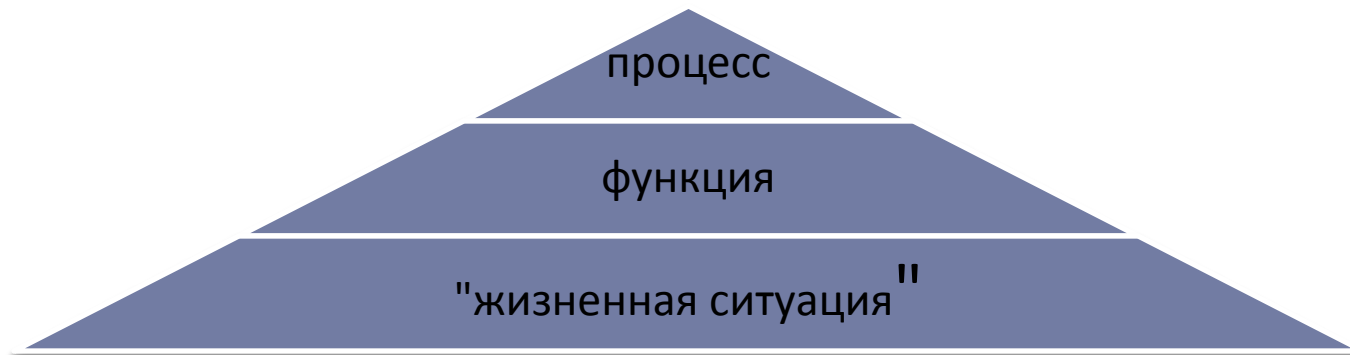 процесс
функция
"жизненная ситуация"